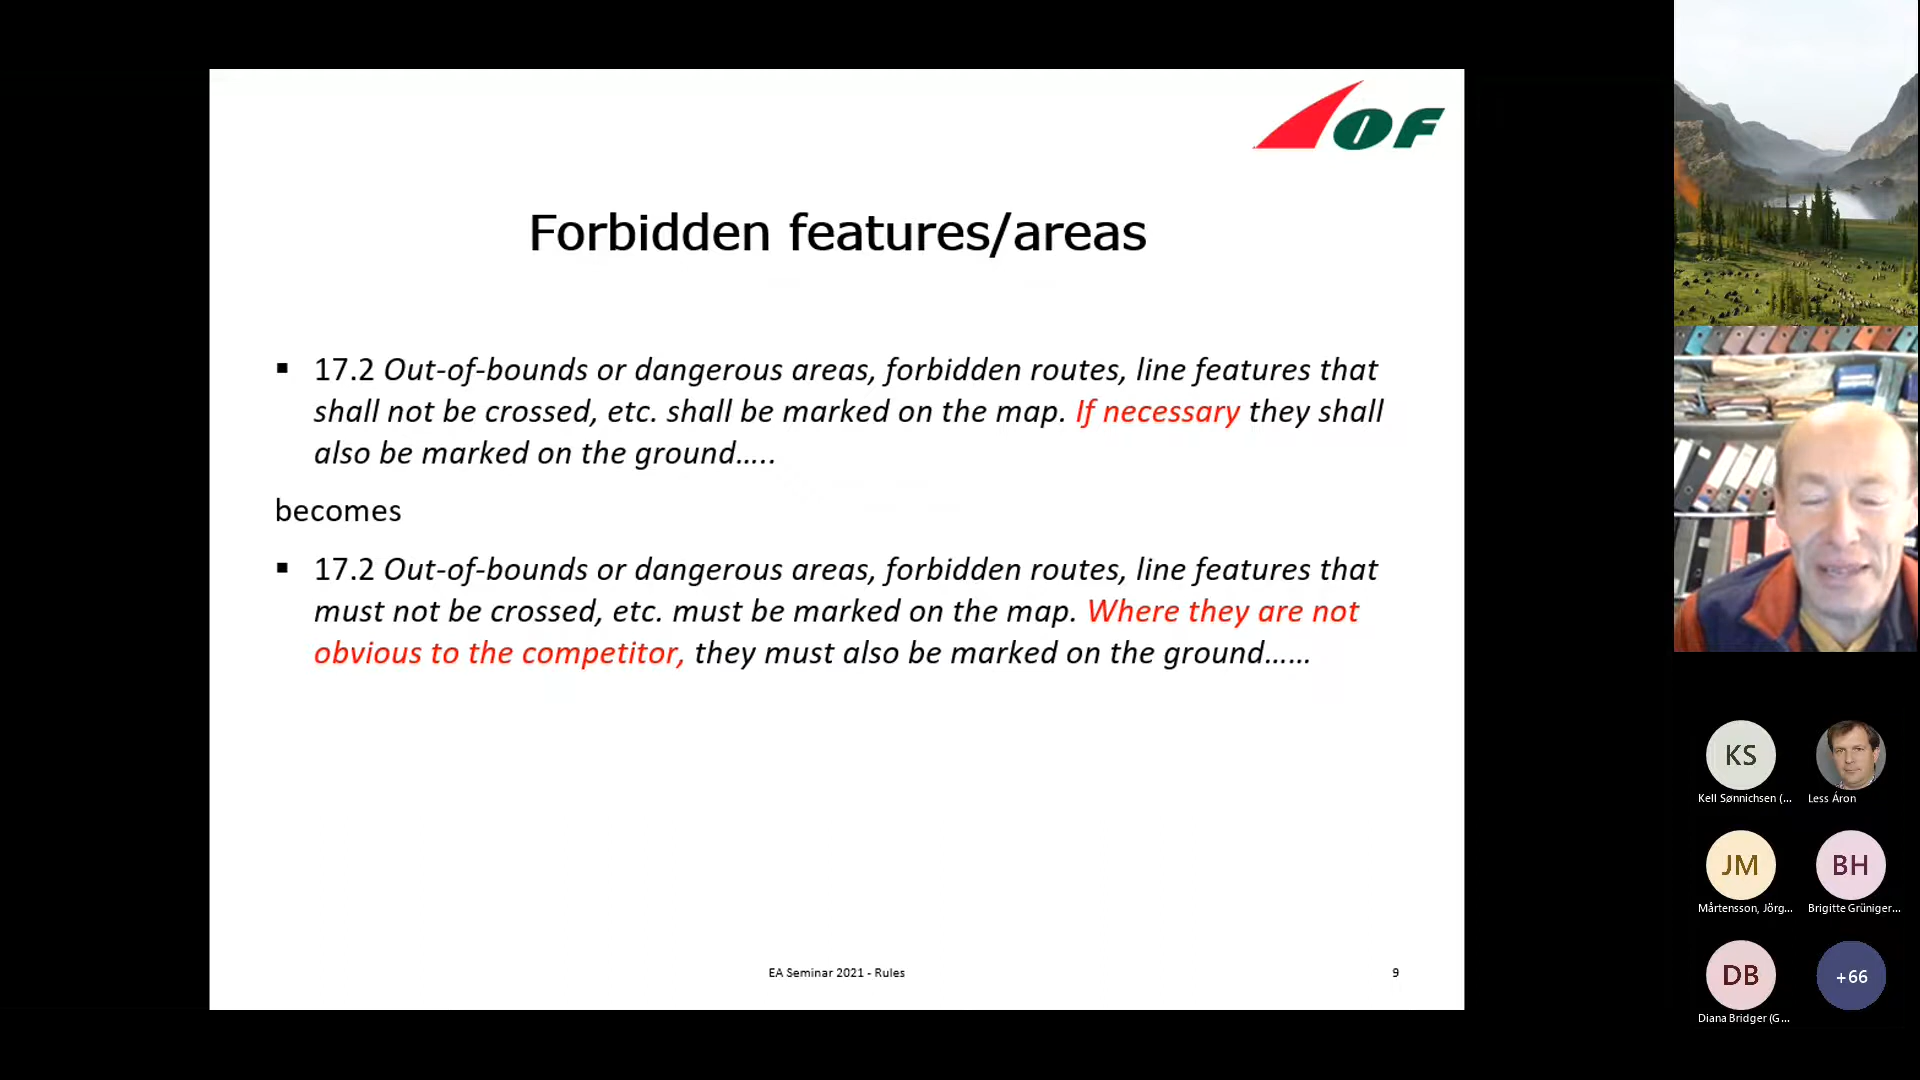 IOF
Forbidden features/areas
▪ 17.2 Out-of-bounds or dangerous areas, forbidden routes, line features that
shall not be crossed, etc. shall be marked on the map. If necessary they shall
also be marked on the ground…..
becomes
▪ 17.2 Out-of-bounds or dangerous areas, forbidden routes, line features that
must not be crossed, etc. must be marked on the map. Where they are not
obvious to the competitor, they must also be marked on the ground……
EA Seminar 2021 - Rules
9
KS
Kell Sønnichsen (...
Less Áron
JM
Mårtensson, Jörg...
BH
Brigitte Grüniger...
DB
Diana Bridger (G...
+66